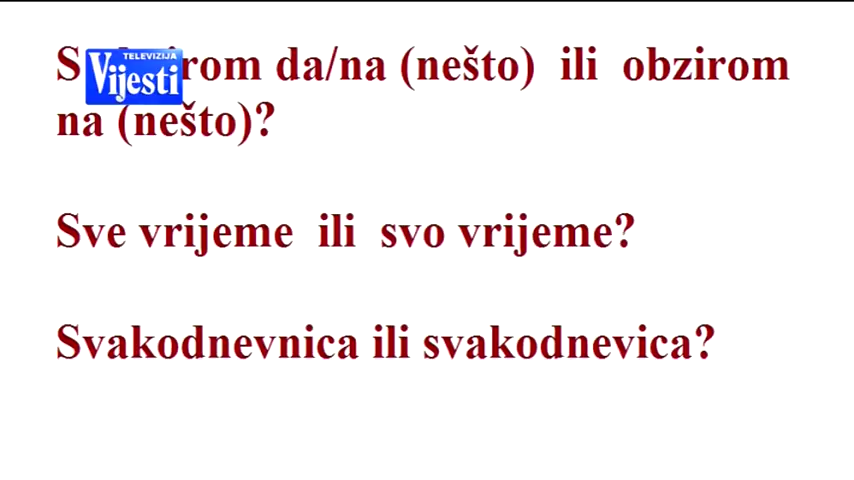 TELEVIZIJA
Vijesti
da/na (nešto) ili obzirom
na (nešto)?
Sve vrijeme ili svo vrijeme?
Svakodnevnica ili svakodnevica?